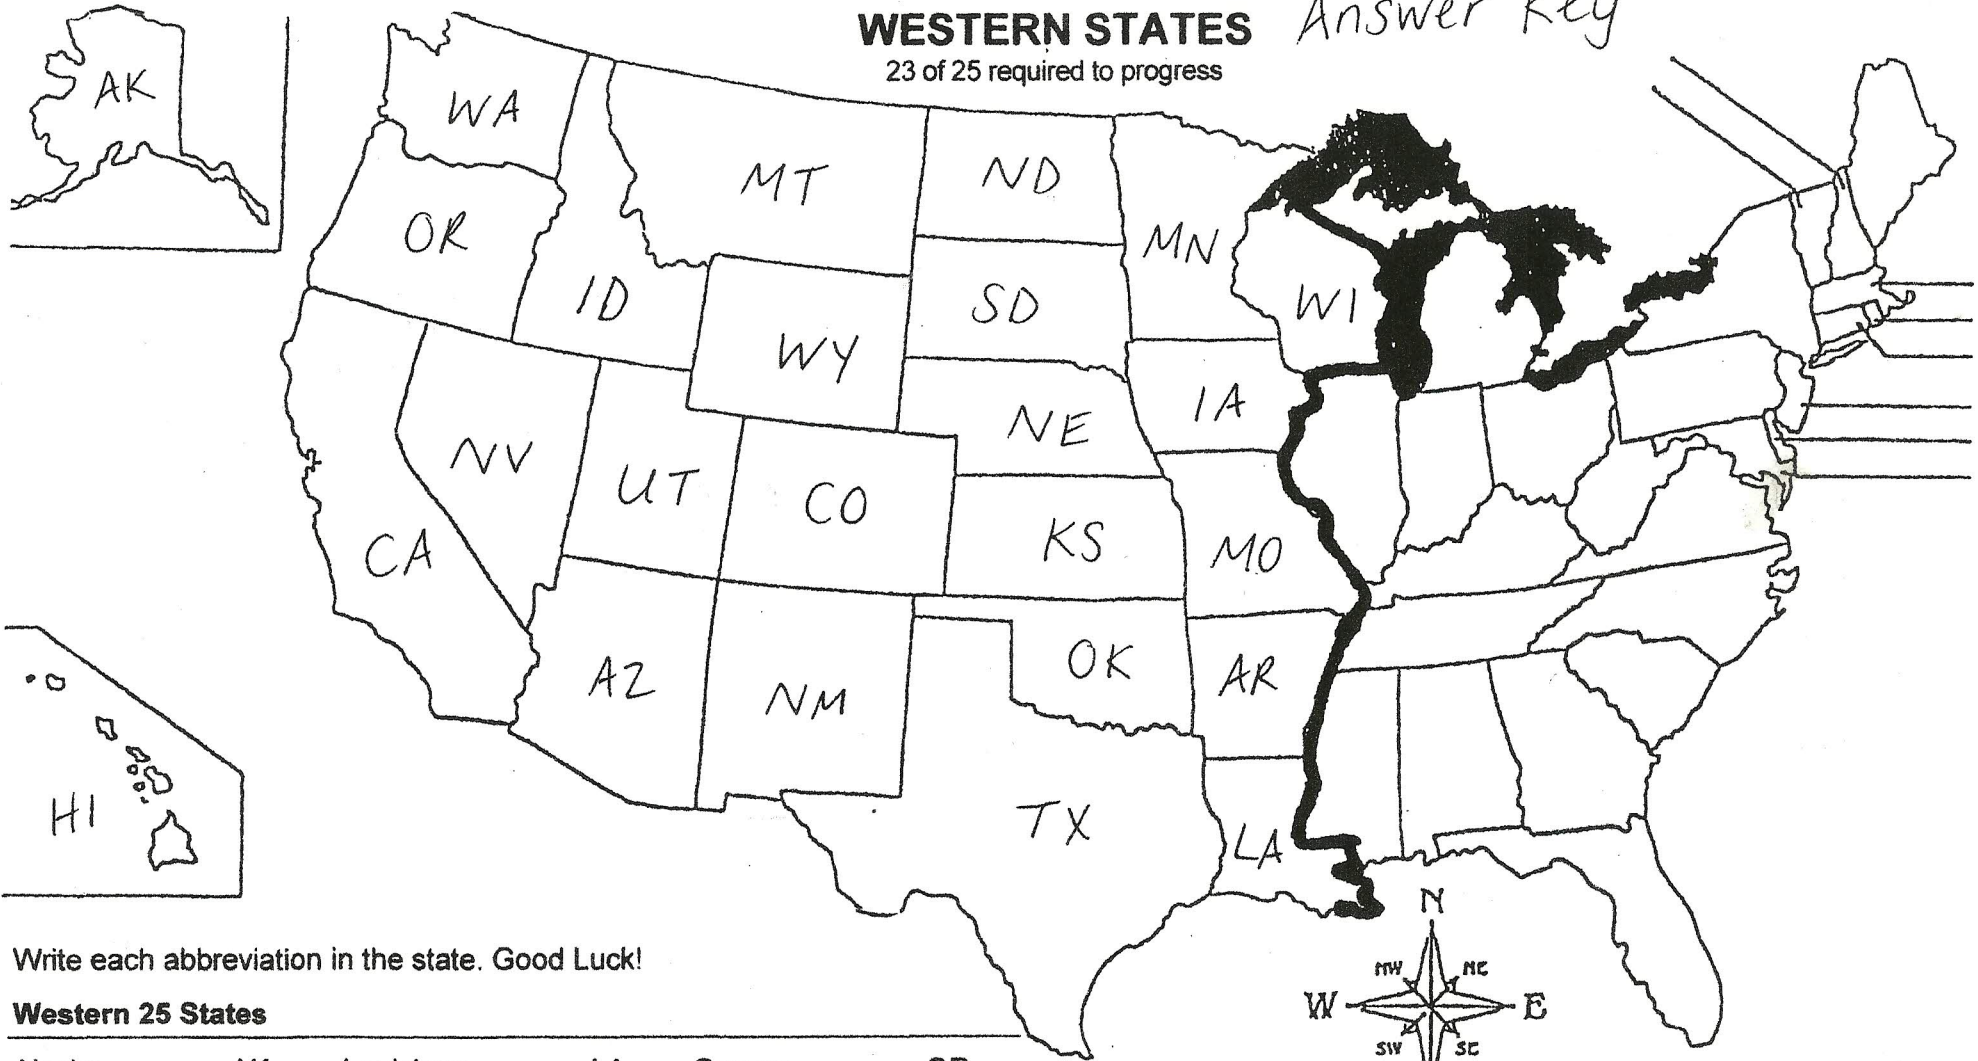 WESTERN STATES Answer Key
23 of 25 required to progress
AK
WA
MT
ND
MN
OR
ID
SD
WI
WY
IA
NE
NV
UT
CO
CA
KS
MO
AZ
NM
OK
AR
HI
TX
LA
N
NW NE
W E
SW SE
Write each abbreviation in the state. Good Luck!
Western 25 States